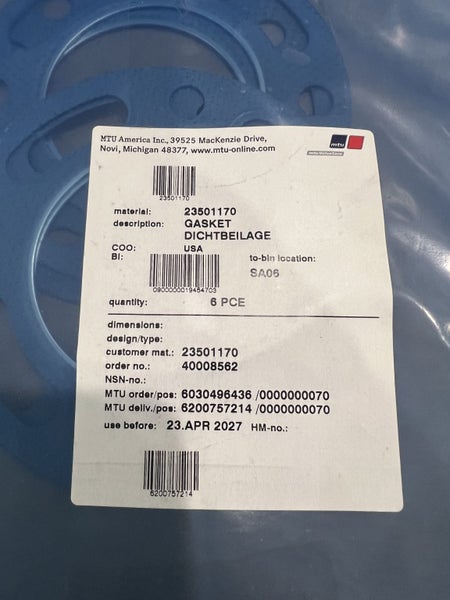 MTU America Inc., 39525 MacKenzie Drive,
Novi, Michigan 48377, www.mtu-online.com
mtu
23501170
material: 23501170
description: GASKET
DICHTBEILAGE
COO: USA
BI: to-bin location:
SA06
0900000019454703
quantity: 6 PCE
dimensions:
design/type:
customer mat.: 23501170
order no.: 40008562
NSN-no.:
MTU order/pos: 6030496436 /0000000070
MTU deliv./pos: 6200757214 /0000000070
use before: 23.APR 2027 HM-no.:
6200757214